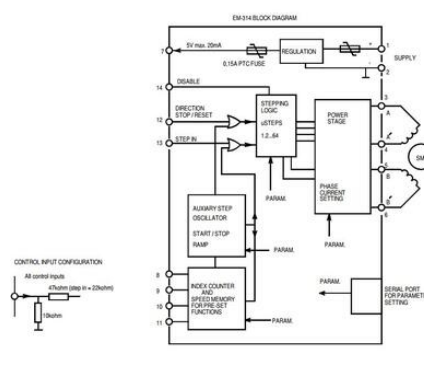 EM-314 BLOCK DIAGRAM
5V max. 20mA
7
0,15A PTC FUSE
REGULATION
+
1
SUPPLY
-
2
14
DISABLE
DIRECTION
STOP / RESET
12
13
STEP IN
STEPPING
LOGIC
uSTEPS
1,2...64
POWER
STAGE
PHASE
CURRENT
SETTING
3
A
A'
4
5
B
B'
6
SM
PARAM.
PARAM.
AUXIARY STEP
OSCILLATOR
START / STOP
RAMP
PARAM.
8
9
10
11
INDEX COUNTER
AND
SPEED MEMORY
FOR PRE-SET
FUNCTIONS
PARAM.
PARAM.
SERIAL PORT
FOR PARAMETE
SETTING
CONTROL INPUT CONFIGURATION
All control inputs
47kohm (step in = 22kohm)
10kohm